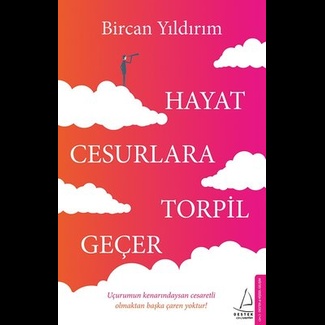 Bircan Yıldırım
HAYAT
CESURLARA
TORPİL
GEÇER
Uçurumun kenarındaysan cesaretli
olmaktan başka çaren yoktur!
DESTEK